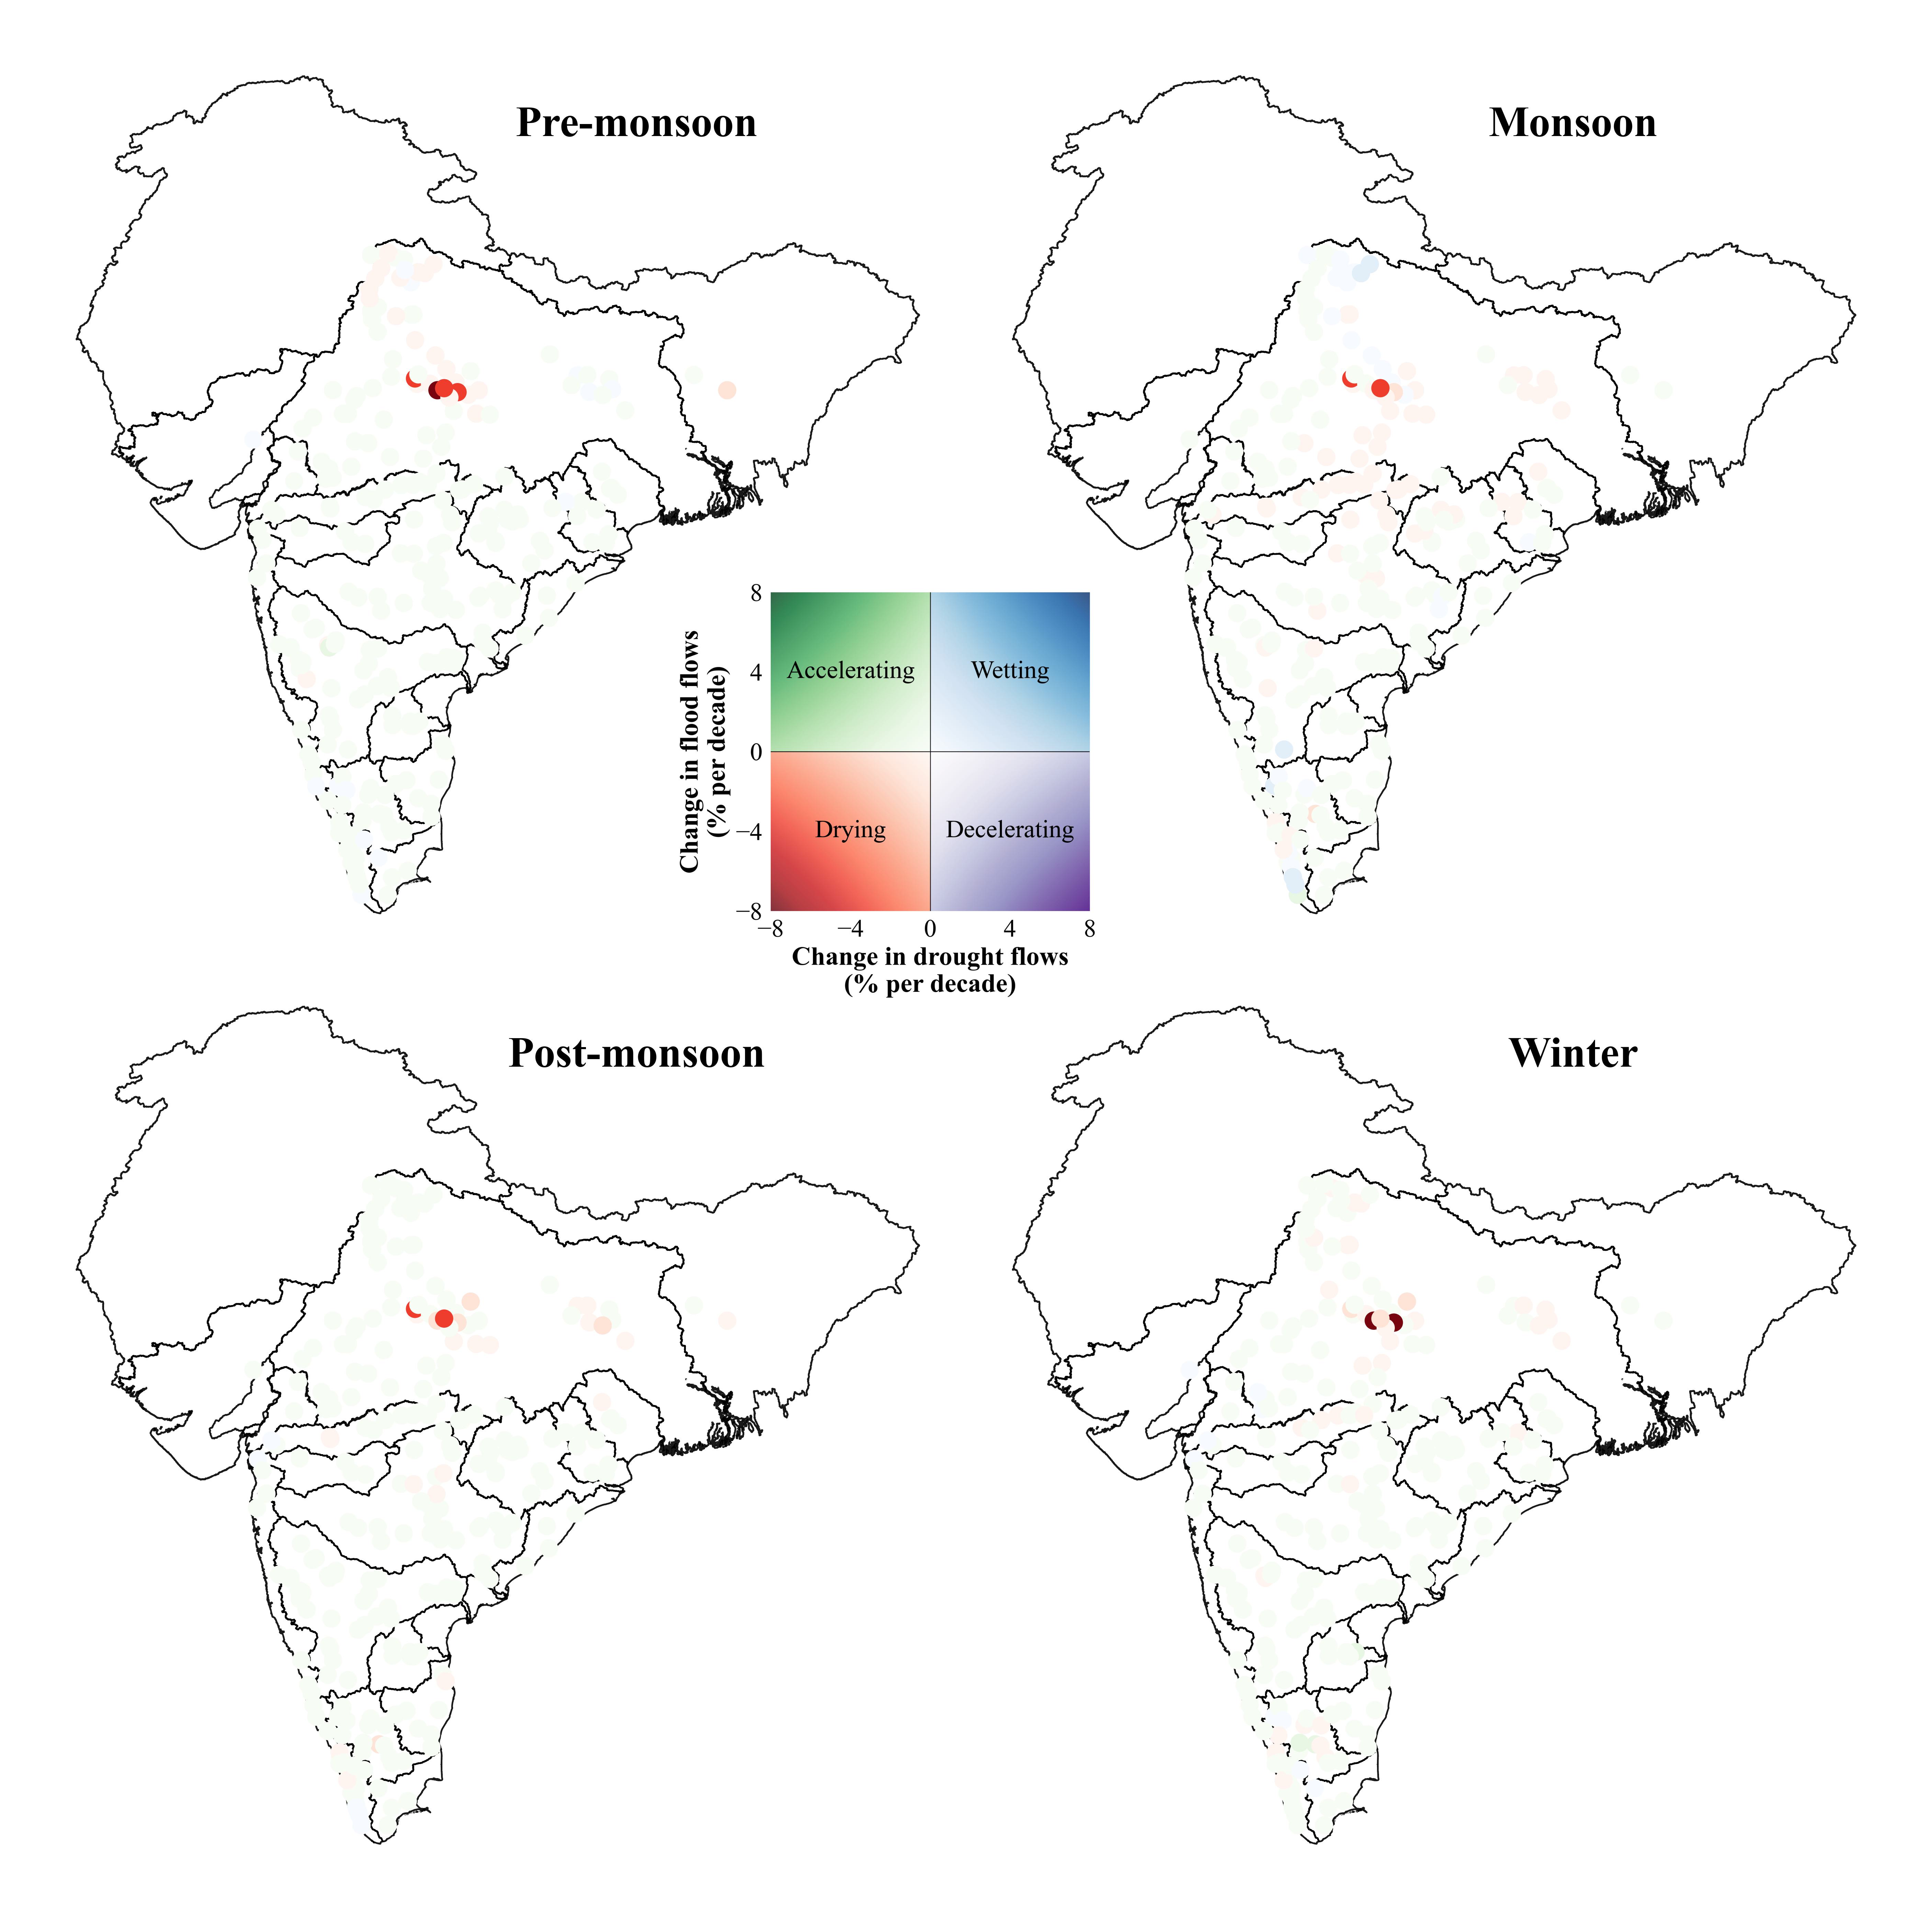 Pre-monsoon
Monsoon
8
4
0
−4
−8
Change in flood flows
(% per decade)
Accelerating
Wetting
Drying
Decelerating
−8
−4
0
4
8
Change in drought flows
(% per decade)
Post-monsoon
Winter